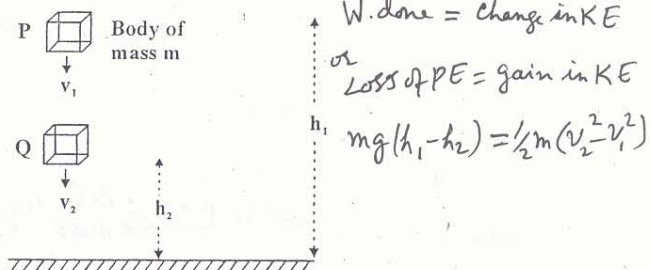 P
Body of
mass m
v₁
Q
v₂
h₂
h₁
W.done = change in KE
or
Loss of PE = gain in KE
mg(h₁-h₂) = ½m(v₂²-v₁²)